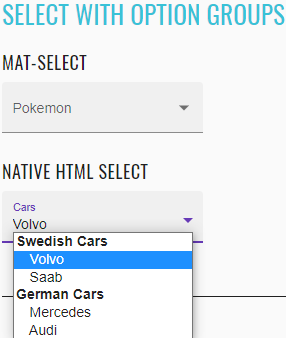 SELECT WITH OPTION GROUPS
MAT-SELECT
Pokemon
NATIVE HTML SELECT
Cars
Volvo
Swedish Cars
Volvo
Saab
German Cars
Mercedes
Audi